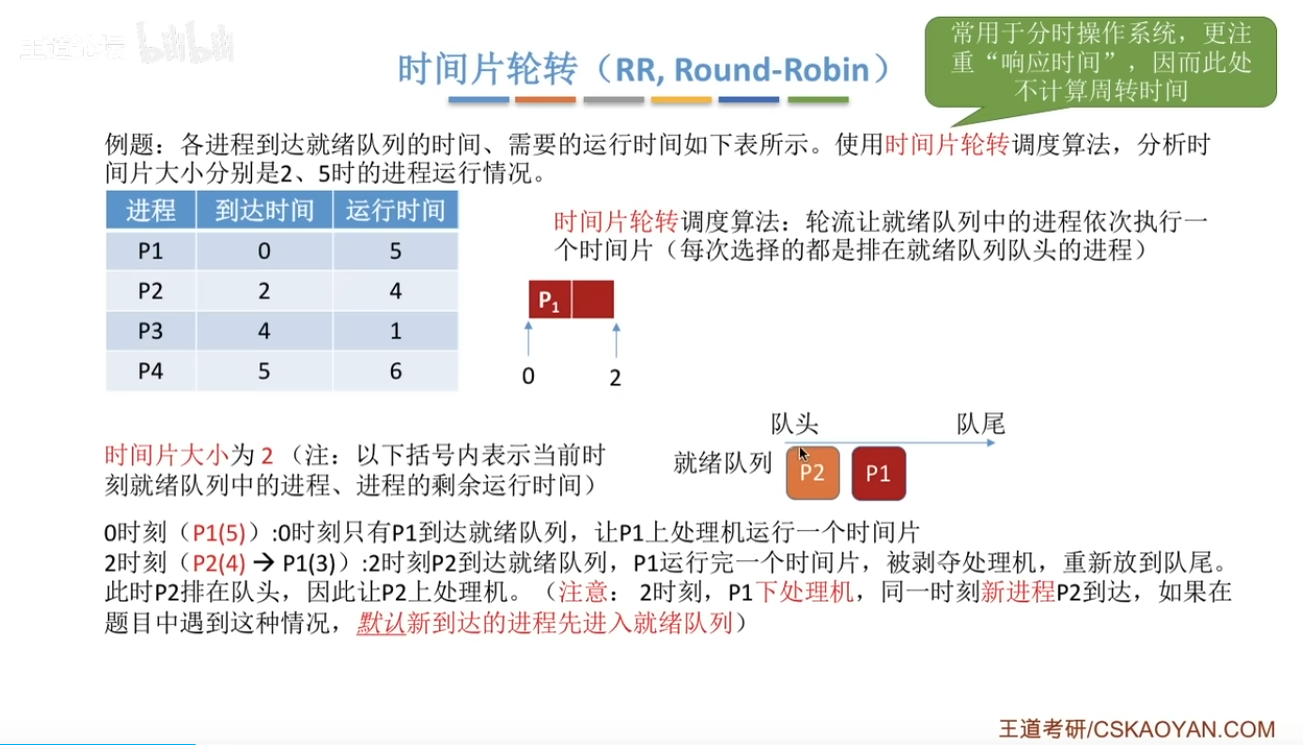 王道论坛 bilibili
时间片轮转（RR, Round-Robin）
常用于分时操作系统，更注
重“响应时间”，因而此处
不计算周转时间
例题：各进程到达就绪队列的时间、需要的运行时间如下表所示。使用时间片轮转调度算法，分析时
间片大小分别是2、5时的进程运行情况。
进程 到达时间 运行时间
P1 0 5
P2 2 4
P3 4 1
P4 5 6
时间片轮转调度算法：轮流让就绪队列中的进程依次执行一
个时间片（每次选择的都是排在就绪队列队头的进程）
P1
0 2
队头 队尾
就绪队列 P2 P1
时间片大小为 2 （注：以下括号内表示当前时
刻就绪队列中的进程、进程的剩余运行时间）
0时刻（P1(5)）:0时刻只有P1到达就绪队列，让P1上处理机运行一个时间片
2时刻（P2(4) → P1(3)）:2时刻P2到达就绪队列，P1运行完一个时间片，被剥夺处理机，重新放到队尾。
此时P2排在队头，因此让P2上处理机。（注意： 2时刻，P1下处理机，同一时刻新进程P2到达，如果在
题目中遇到这种情况，默认新到达的进程先进入就绪队列）
王道考研/CSKAOYAN.COM